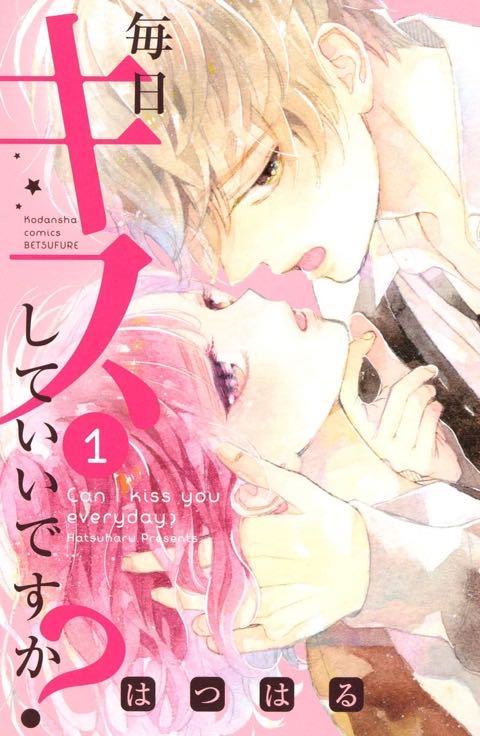 毎日
キス
していいですか?
Kodansha
comics
BETSUFURE
1
Can I kiss you
everyday?
Hatsuharu Presents
はつはる